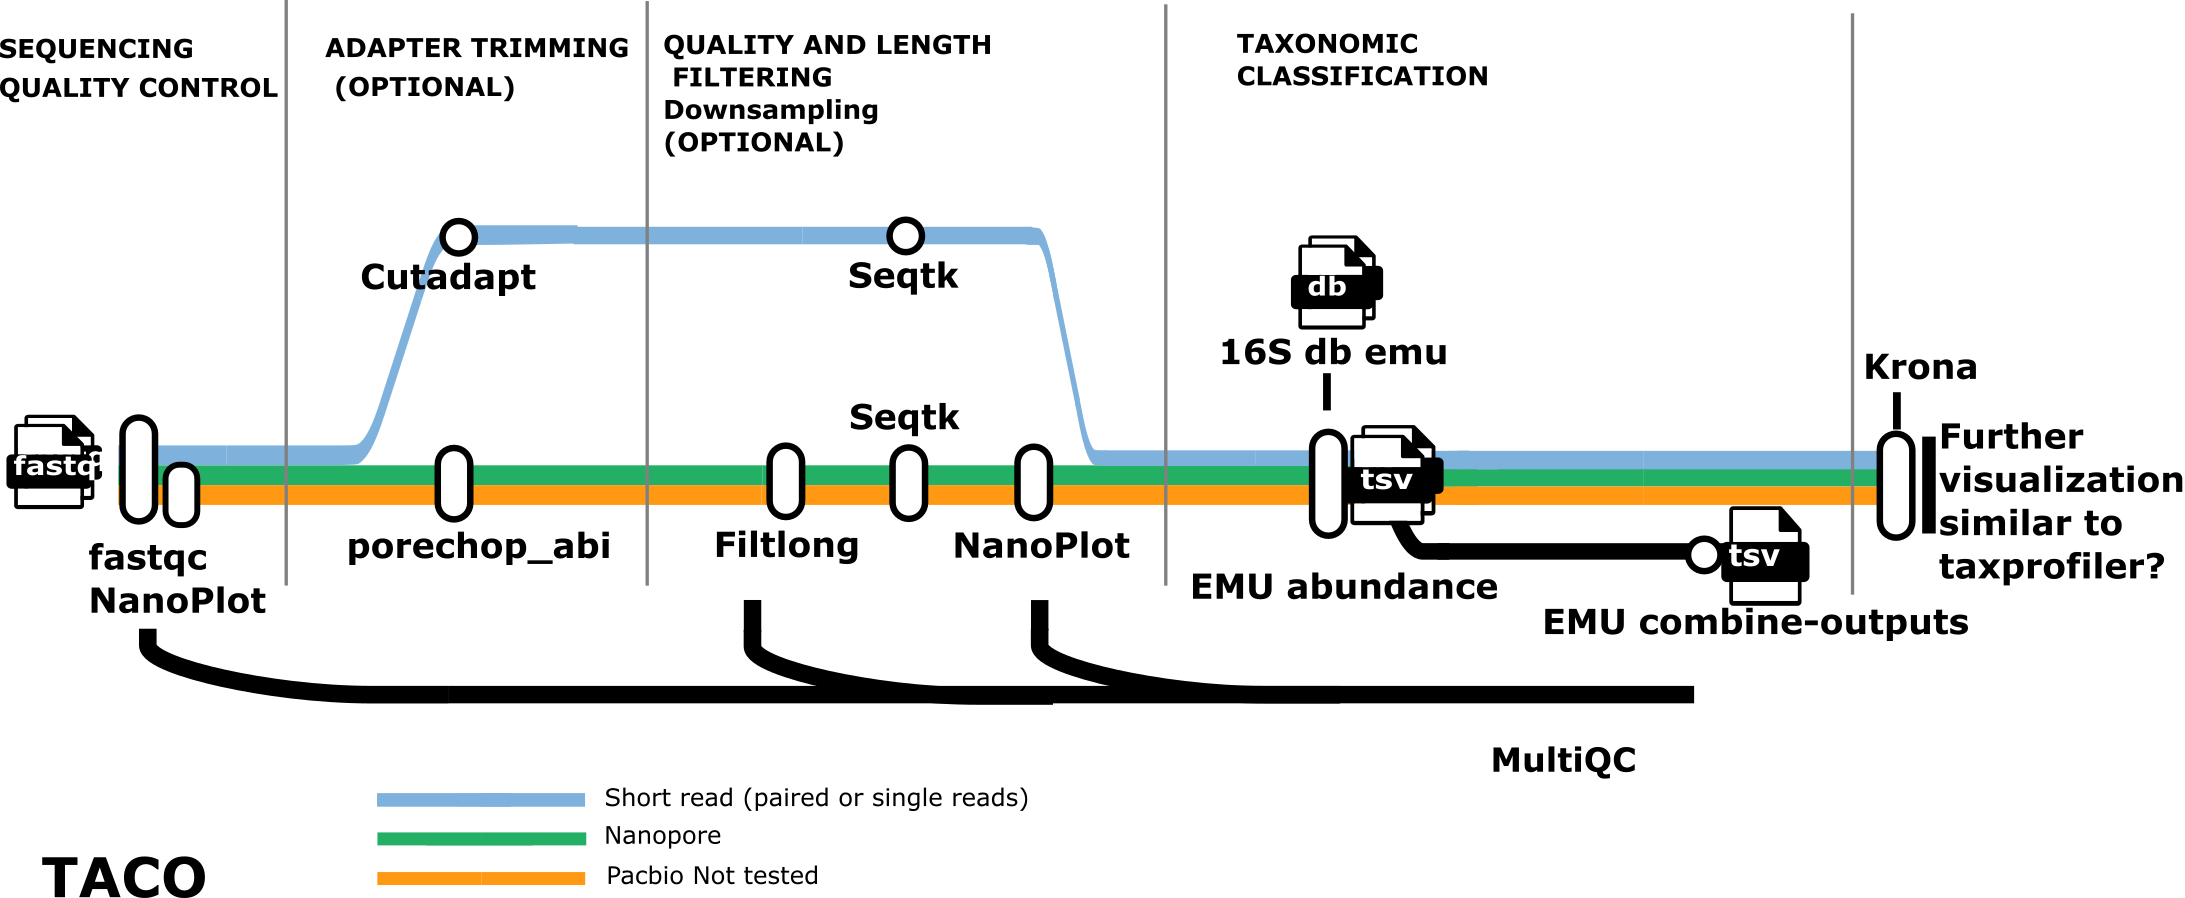 SEQUENCING
QUALITY CONTROL
ADAPTER TRIMMING
(OPTIONAL)
QUALITY AND LENGTH
FILTERING
Downsampling
(OPTIONAL)
TAXONOMIC
CLASSIFICATION
Cutadapt
Seqtk
db
16S db emu
Krona
fastq
Seqtk
tsv
Further
visualization
similar to
taxprofiler?
fastqc
NanoPlot
porechop_abi
Filtlong
NanoPlot
EMU abundance
tsv
EMU combine-outputs
MultiQC
Short read (paired or single reads)
Nanopore
Pacbio Not tested
TACO